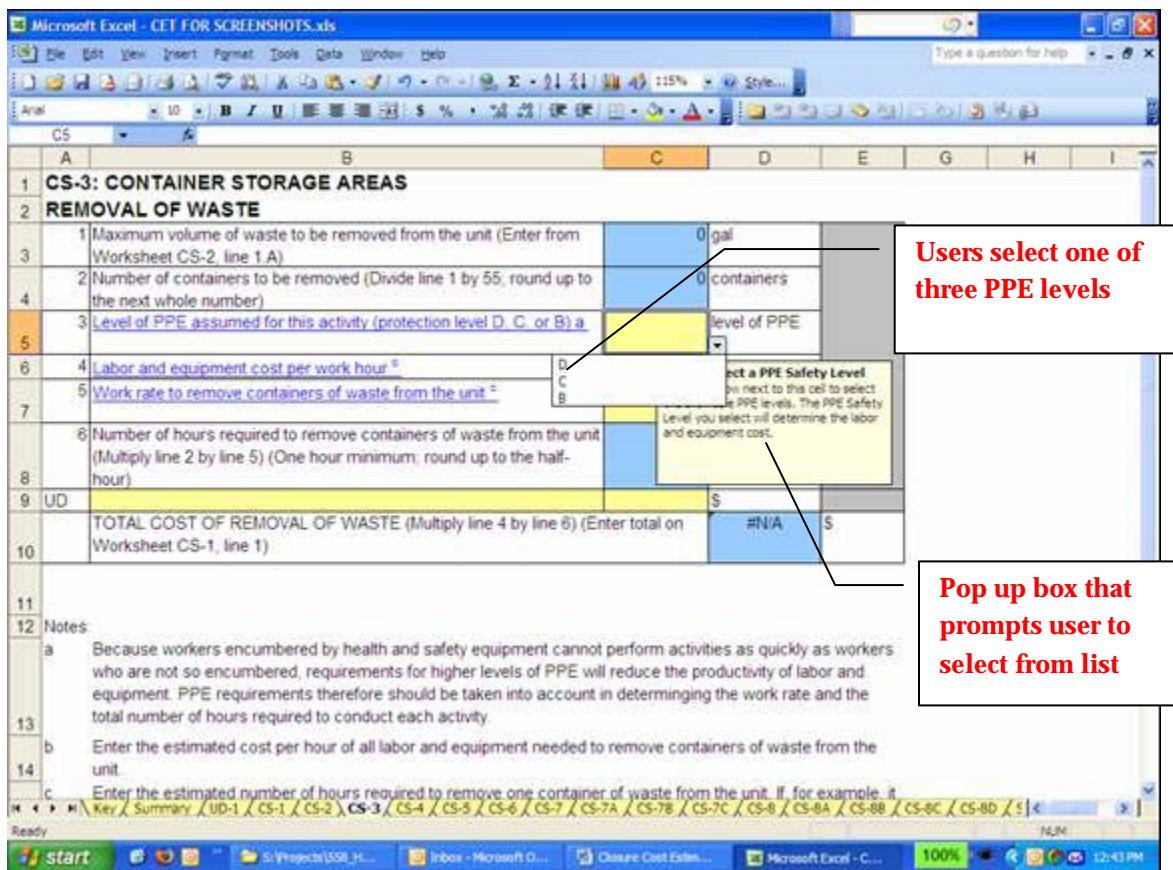 Microsoft Excel - CET FOR SCREENSHOTS.xls
File Edit View Insert Format Tools Data Window Help
Type a question for help
115%
Style...
Arial 10 B I U $ % ,
C5 fx
A B C D E G H I
1 CS-3: CONTAINER STORAGE AREAS
2 REMOVAL OF WASTE
1 Maximum volume of waste to be removed from the unit (Enter from 0 gal
3 Worksheet CS-2, line 1.A)
2 Number of containers to be removed (Divide line 1 by 55, round up to 0 containers
4 the next whole number)
3 Level of PPE assumed for this activity (protection level D, C, or B) a level of PPE
5
6 4 Labor and equipment cost per work hour
5 Work rate to remove containers of waste from the unit
7
D
C
B
ect a PPE Safety Level
ow next to this cell to select
PPE levels. The PPE Safety
Level you select will determine the labor
and equipment cost.
6 Number of hours required to remove containers of waste from the unit
(Multiply line 2 by line 5) (One hour minimum; round up to the half-
8 hour)
9 UD $
TOTAL COST OF REMOVAL OF WASTE (Multiply line 4 by line 6) (Enter total on #N/A $
10 Worksheet CS-1, line 1)
11
12 Notes:
a Because workers encumbered by health and safety equipment cannot perform activities as quickly as workers
who are not so encumbered, requirements for higher levels of PPE will reduce the productivity of labor and
equipment. PPE requirements therefore should be taken into account in determinging the work rate and the
13 total number of hours required to conduct each activity.
b Enter the estimated cost per hour of all labor and equipment needed to remove containers of waste from the
14 unit.
c Enter the estimated number of hours required to remove one container of waste from the unit. If, for example, it
Key Summary UD-1 CS-1 CS-2 CS-3 CS-4 CS-5 CS-6 CS-7 CS-7A CS-7B CS-7C CS-8 CS-8A CS-8B CS-8C CS-8D
Ready NUM
start S:\Projects\558_H... Inbox - Microsoft O... Closure Cost Estim... Microsoft Excel - C... 100% 12:43 PM
Users select one of
three PPE levels
Pop up box that
prompts user to
select from list